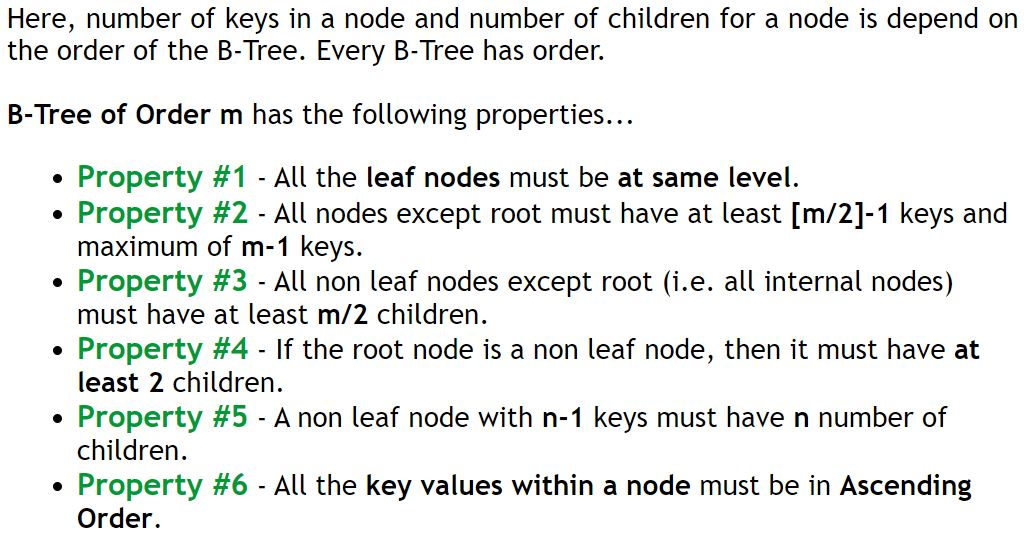 Here, number of keys in a node and number of children for a node is depend on
the order of the B-Tree. Every B-Tree has order.
B-Tree of Order m has the following properties...
• Property #1 - All the leaf nodes must be at same level.
• Property #2 - All nodes except root must have at least [m/2]-1 keys and
maximum of m-1 keys.
• Property #3 - All non leaf nodes except root (i.e. all internal nodes)
must have at least m/2 children.
• Property #4 - If the root node is a non leaf node, then it must have at
least 2 children.
• Property #5 - A non leaf node with n-1 keys must have n number of
children.
• Property #6 - All the key values within a node must be in Ascending
Order.